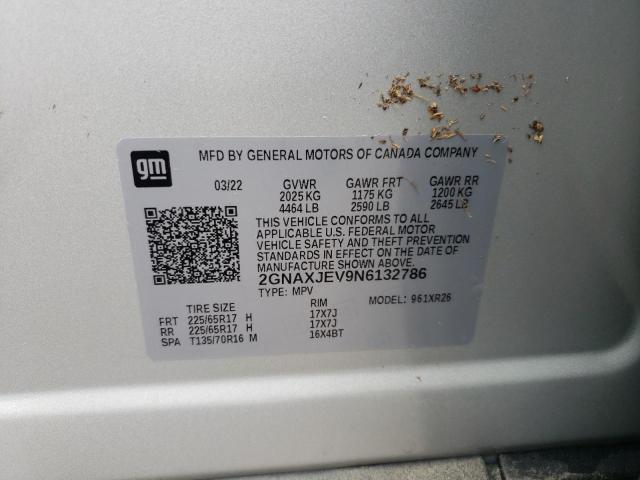 gm
MFD BY GENERAL MOTORS OF CANADA COMPANY
03/22 GVWR GAWR FRT GAWR RR
2025 KG 1175 KG 1200 KG
4464 LB 2590 LB 2645 LB
THIS VEHICLE CONFORMS TO ALL
APPLICABLE U.S. FEDERAL MOTOR
VEHICLE SAFETY AND THEFT PREVENTION
STANDARDS IN EFFECT ON THE DATE OF
MANUFACTURE SHOWN ABOVE.
2GNAXJEV9N6132786
TYPE: MPV MODEL: 961XR26
TIRE SIZE RIM
FRT 225/65R17 H 17X7J
RR 225/65R17 H 17X7J
SPA T135/70R16 M 16X4BT